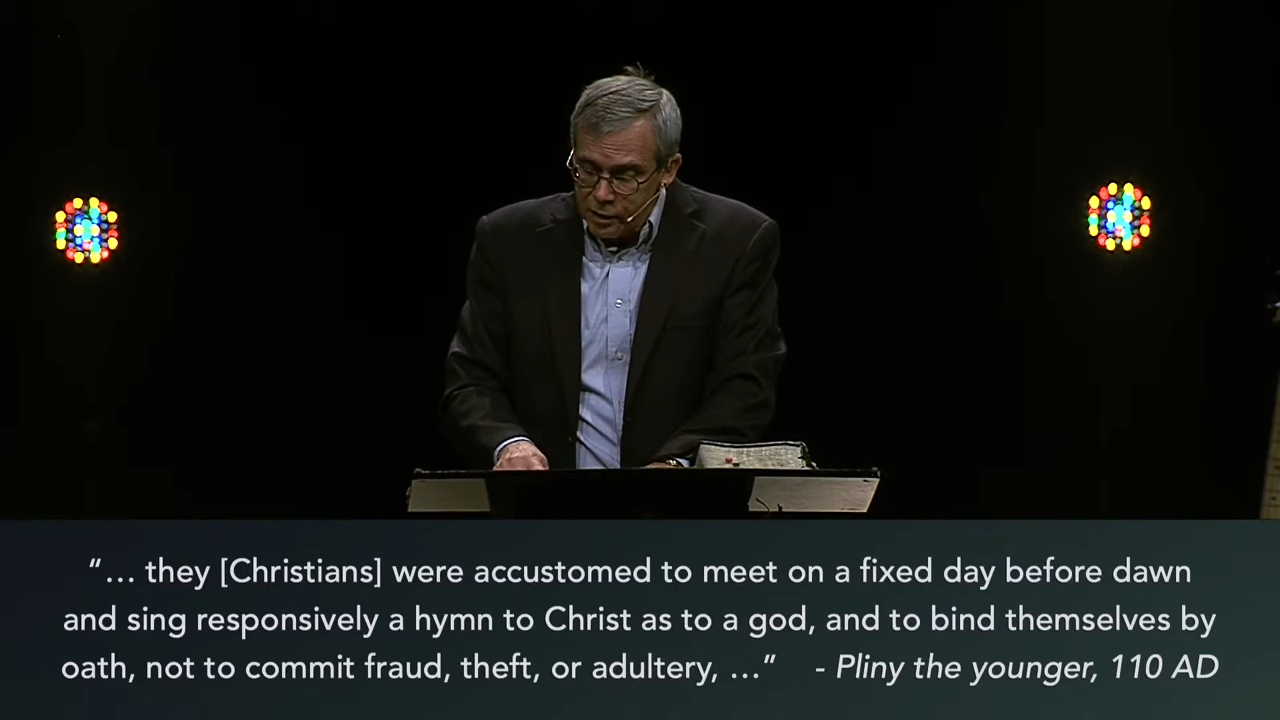 “… they [Christians] were accustomed to meet on a fixed day before dawn
and sing responsively a hymn to Christ as to a god, and to bind themselves by
oath, not to commit fraud, theft, or adultery, …” - Pliny the younger, 110 AD